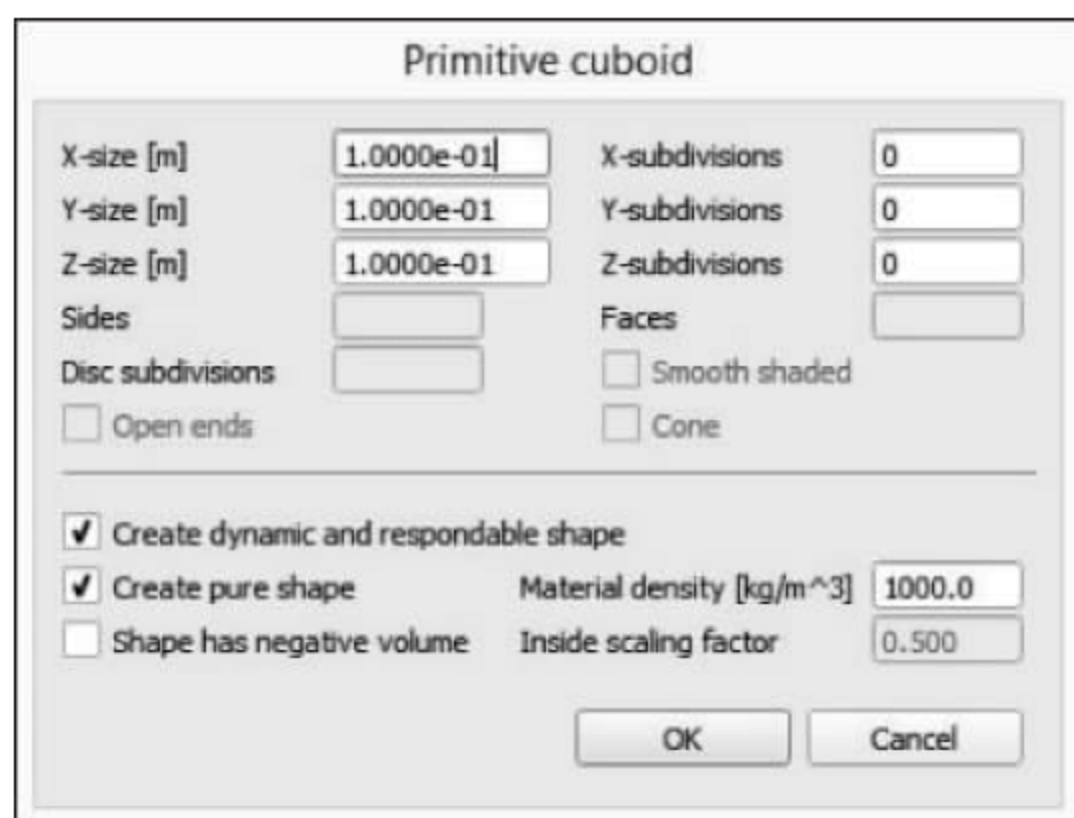 Primitive cuboid
X-size [m] 1.0000e-01 X-subdivisions 0
Y-size [m] 1.0000e-01 Y-subdivisions 0
Z-size [m] 1.0000e-01 Z-subdivisions 0
Sides Faces
Disc subdivisions Smooth shaded
Open ends Cone
Create dynamic and respondable shape
Create pure shape Material density [kg/m^3] 1000.0
Shape has negative volume Inside scaling factor 0.500
OK Cancel